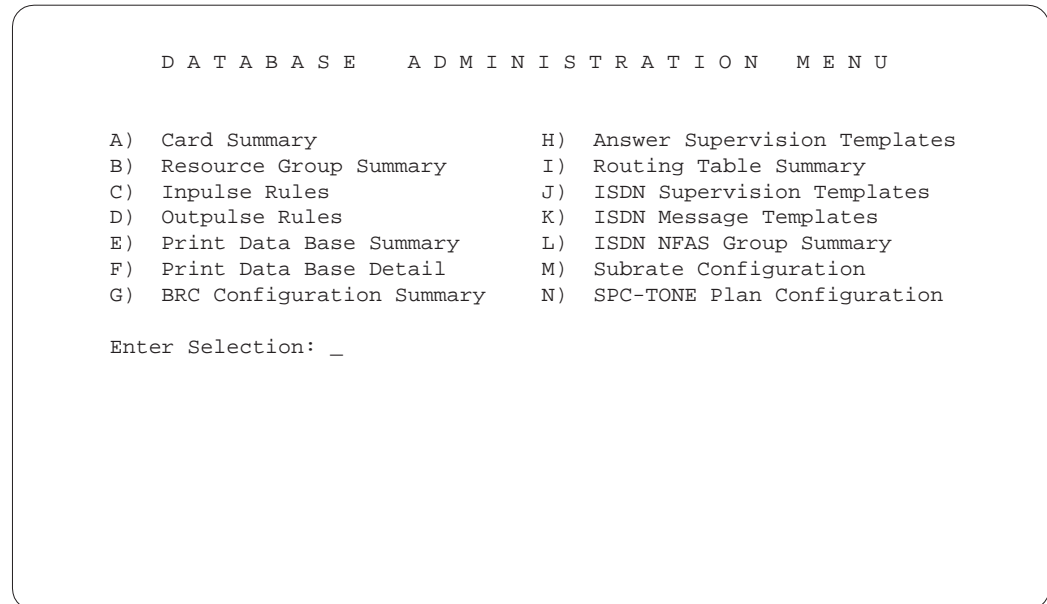 D A T A B A S E   A D M I N I S T R A T I O N   M E N U
A)  Card Summary                 H)  Answer Supervision Templates
B)  Resource Group Summary       I)  Routing Table Summary
C)  Inpulse Rules                J)  ISDN Supervision Templates
D)  Outpulse Rules               K)  ISDN Message Templates
E)  Print Data Base Summary      L)  ISDN NFAS Group Summary
F)  Print Data Base Detail       M)  Subrate Configuration
G)  BRC Configuration Summary    N)  SPC-TONE Plan Configuration
Enter Selection: _